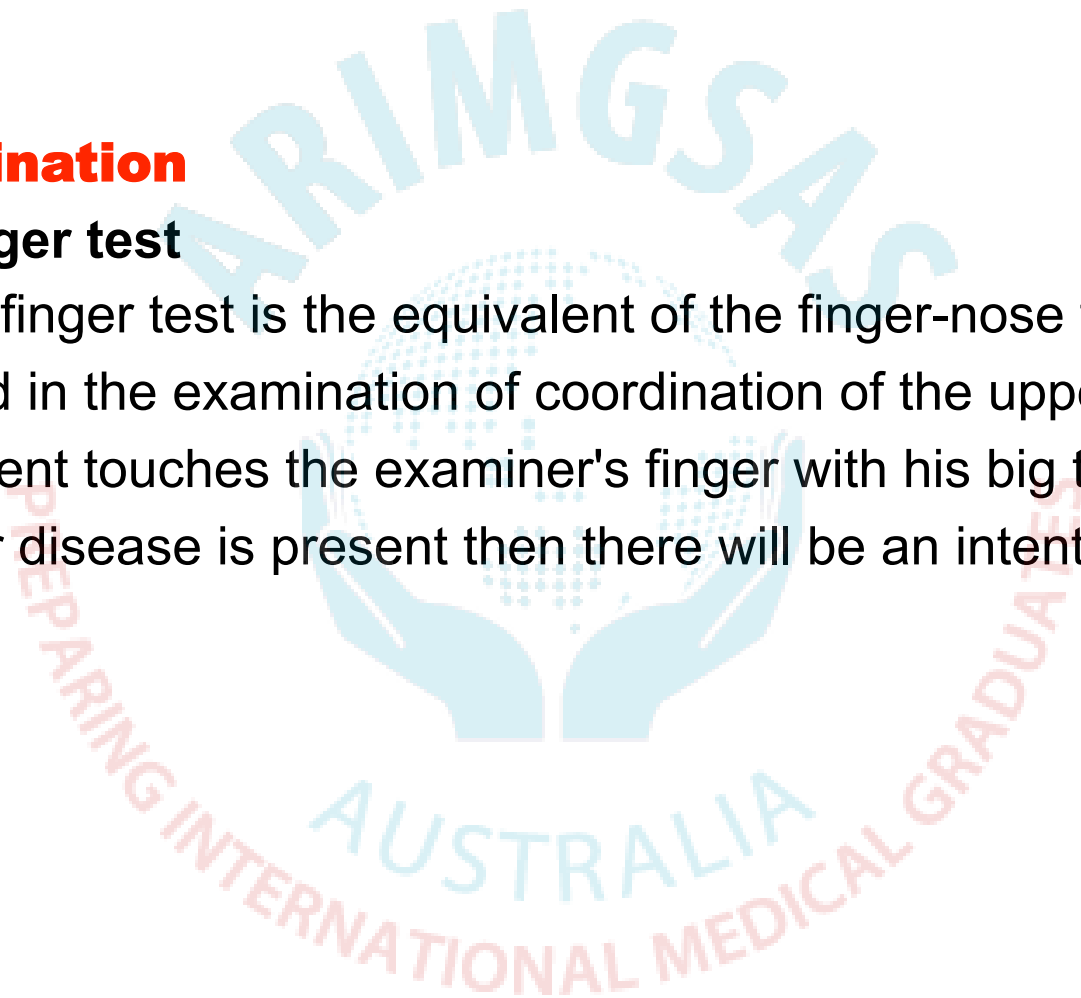 ination
ger test
finger test is the equivalent of the finger-nose
d in the examination of coordination of the upp
ent touches the examiner's finger with his big t
r disease is present then there will be an intent
ARIMGSAS
AUSTRALIA
PREPARING INTERNATIONAL MEDICAL GRADUATES